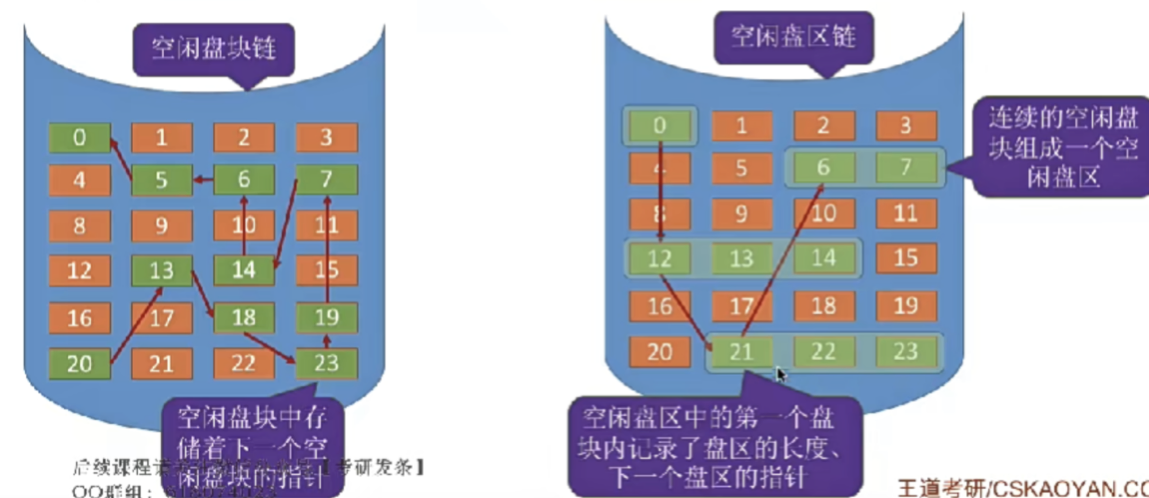 空闲盘块链
0 1 2 3
4 5 6 7
8 9 10 11
12 13 14 15
16 17 18 19
20 21 22 23
空闲盘块中存
储着下一个空
闲盘块的指针
后续课程请
考研发条】
QQ群组：
空闲盘区链
0 1 2 3
4 5 6 7
8 9 10 11
12 13 14 15
16 17 18 19
20 21 22 23
连续的空闲盘
块组成一个空
闲盘区
空闲盘区中的第一个盘
块内记录了盘区的长度、
下一个盘区的指针
王道考研/CSKAOYAN.CO